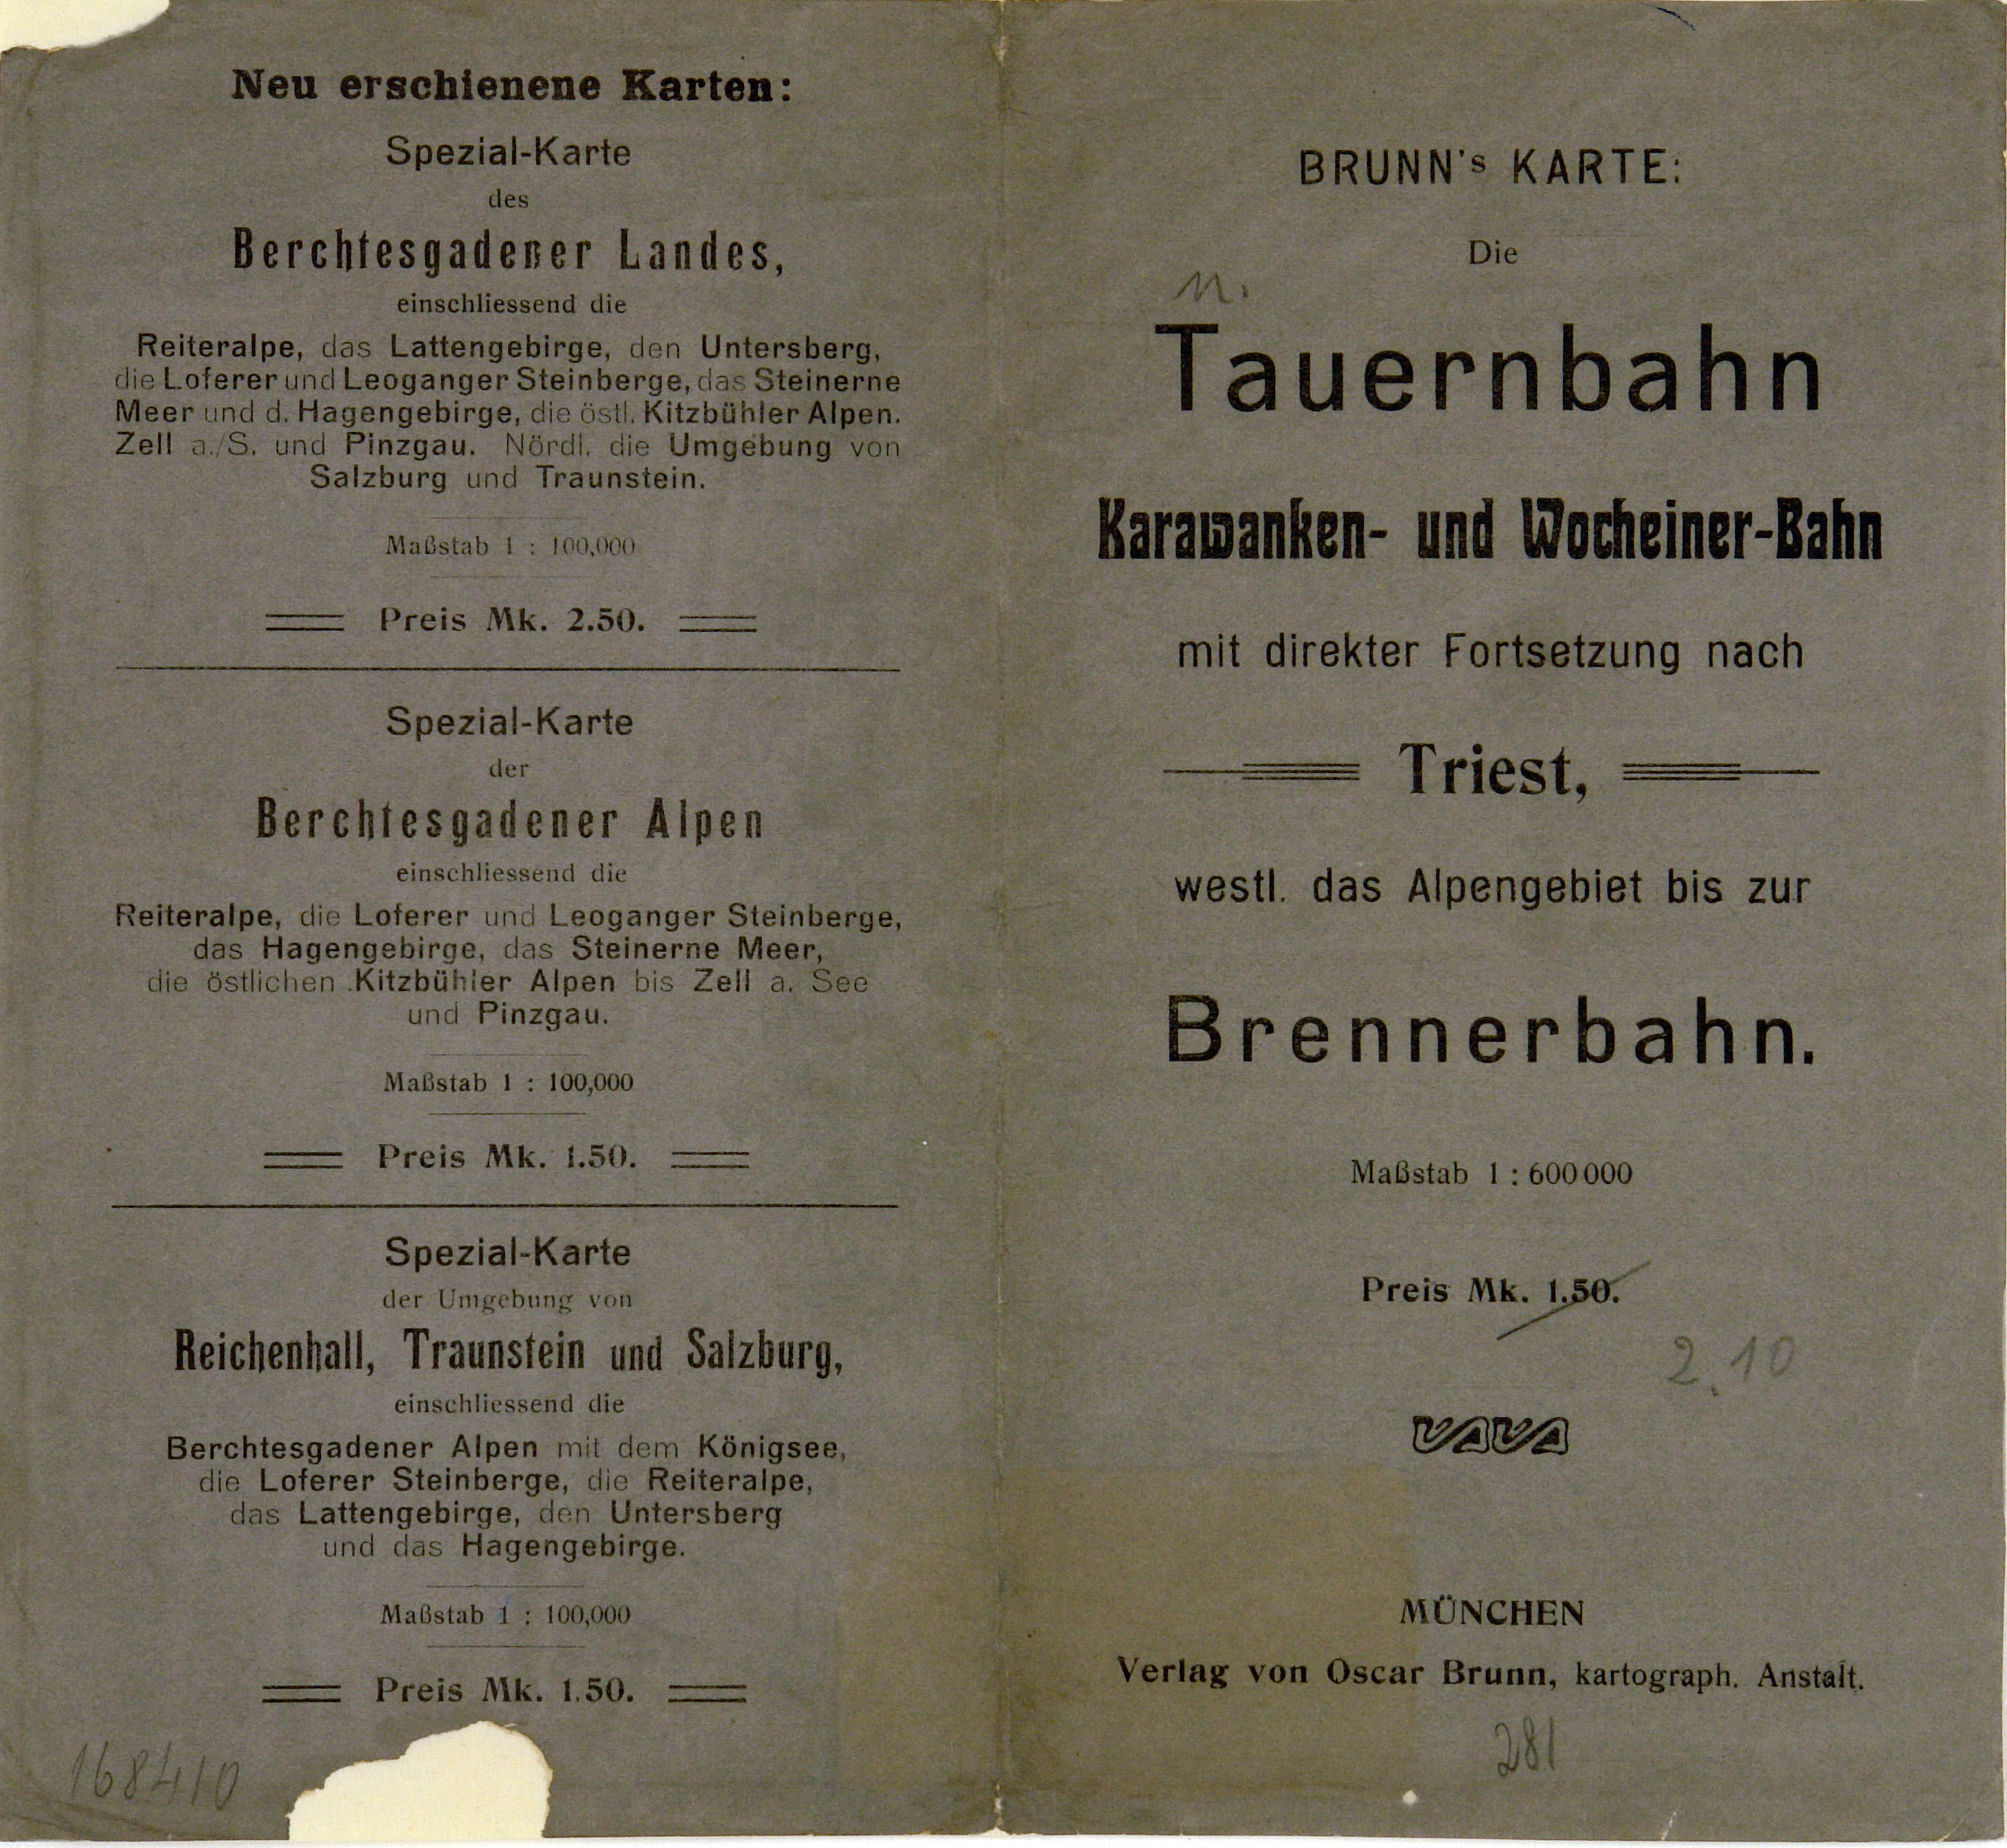 Neu erschienene Karten:
Spezial-Karte
des
Berchtesgadener Landes,
einschliessend die
Reiteralpe, das Lattengebirge, den Untersberg,
die Loferer und Leoganger Steinberge, das Steinerne
Meer und d. Hagengebirge, die östl. Kitzbühler Alpen.
Zell a./S. und Pinzgau. Nördl. die Umgebung von
Salzburg und Traunstein.
Maßstab 1 : 100,000
Preis Mk. 2.50.
Spezial-Karte
der
Berchtesgadener Alpen
einschliessend die
Reiteralpe, die Loferer und Leoganger Steinberge,
das Hagengebirge, das Steinerne Meer,
die östlichen Kitzbühler Alpen bis Zell a. See
und Pinzgau.
Maßstab 1 : 100,000
Preis Mk. 1.50.
Spezial-Karte
der Umgebung von
Reichenhall, Traunstein und Salzburg,
einschliessend die
Berchtesgadener Alpen mit dem Königsee,
die Loferer Steinberge, die Reiteralpe,
das Lattengebirge, den Untersberg
und das Hagengebirge.
Maßstab 1 : 100,000
Preis Mk. 1.50.
168410
BRUNN's KARTE:
Die
n.
Tauernbahn
Karawanken- und Wocheiner-Bahn
mit direkter Fortsetzung nach
Triest,
westl. das Alpengebiet bis zur
Brennerbahn.
Maßstab 1 : 600 000
Preis Mk. 1.50.
2.10
MÜNCHEN
Verlag von Oscar Brunn, kartograph. Anstalt.
281